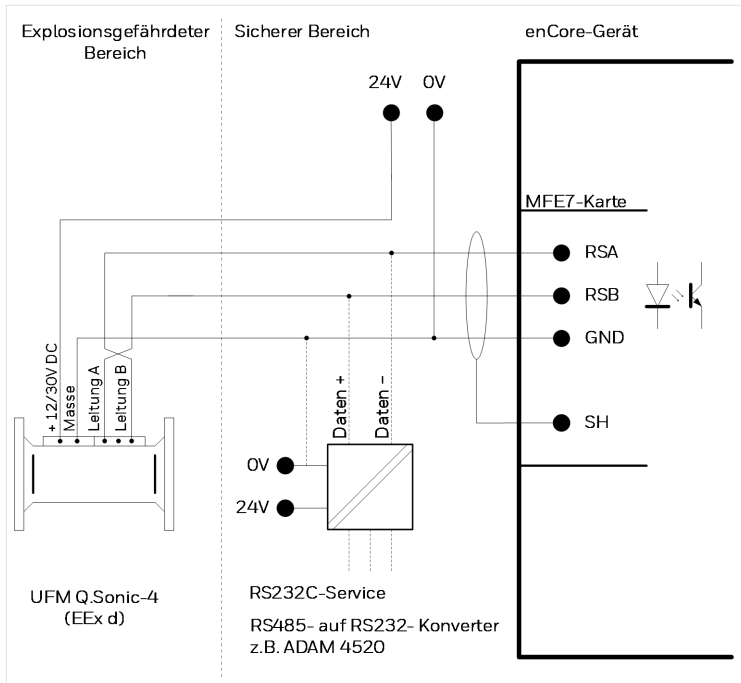 Explosionsgefährdeter
Bereich
Sicherer Bereich
enCore-Gerät
24V
0V
MFE7-Karte
RSA
RSB
GND
SH
+ 12/30V DC
Masse
Leitung A
Leitung B
Daten +
Daten -
0V
24V
UFM Q.Sonic-4
(EEx d)
RS232C-Service
RS485- auf RS232- Konverter
z.B. ADAM 4520